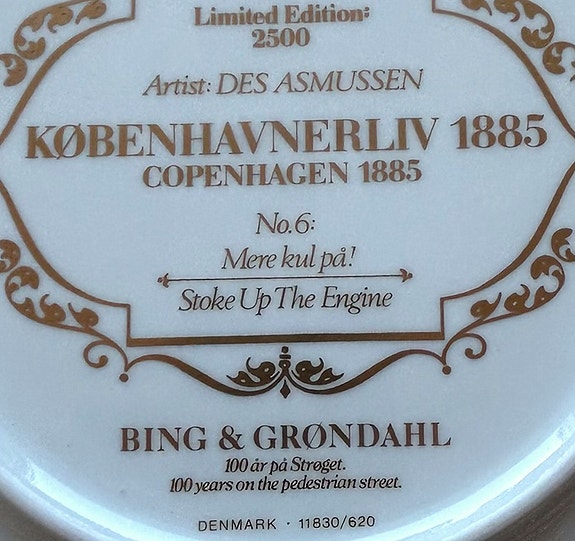 Limited Edition:
2500
Artist: DES ASMUSSEN
KØBENHAVNERLIV 1885
COPENHAGEN 1885
No.6:
Mere kul på!
Stoke Up The Engine
BING & GRØNDAHL
100 år på Strøget.
100 years on the pedestrian street.
DENMARK · 11830/620